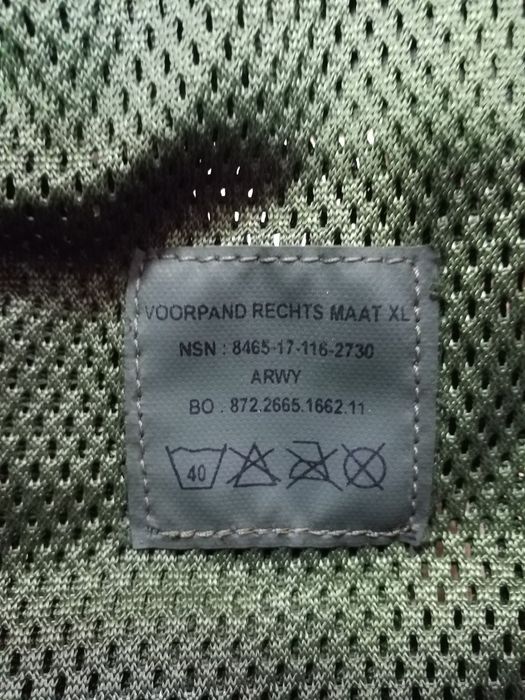 VOORPAND RECHTS MAAT XL
NSN : 8465-17-116-2730
ARWY
BO . 872.2665.1662.11
40